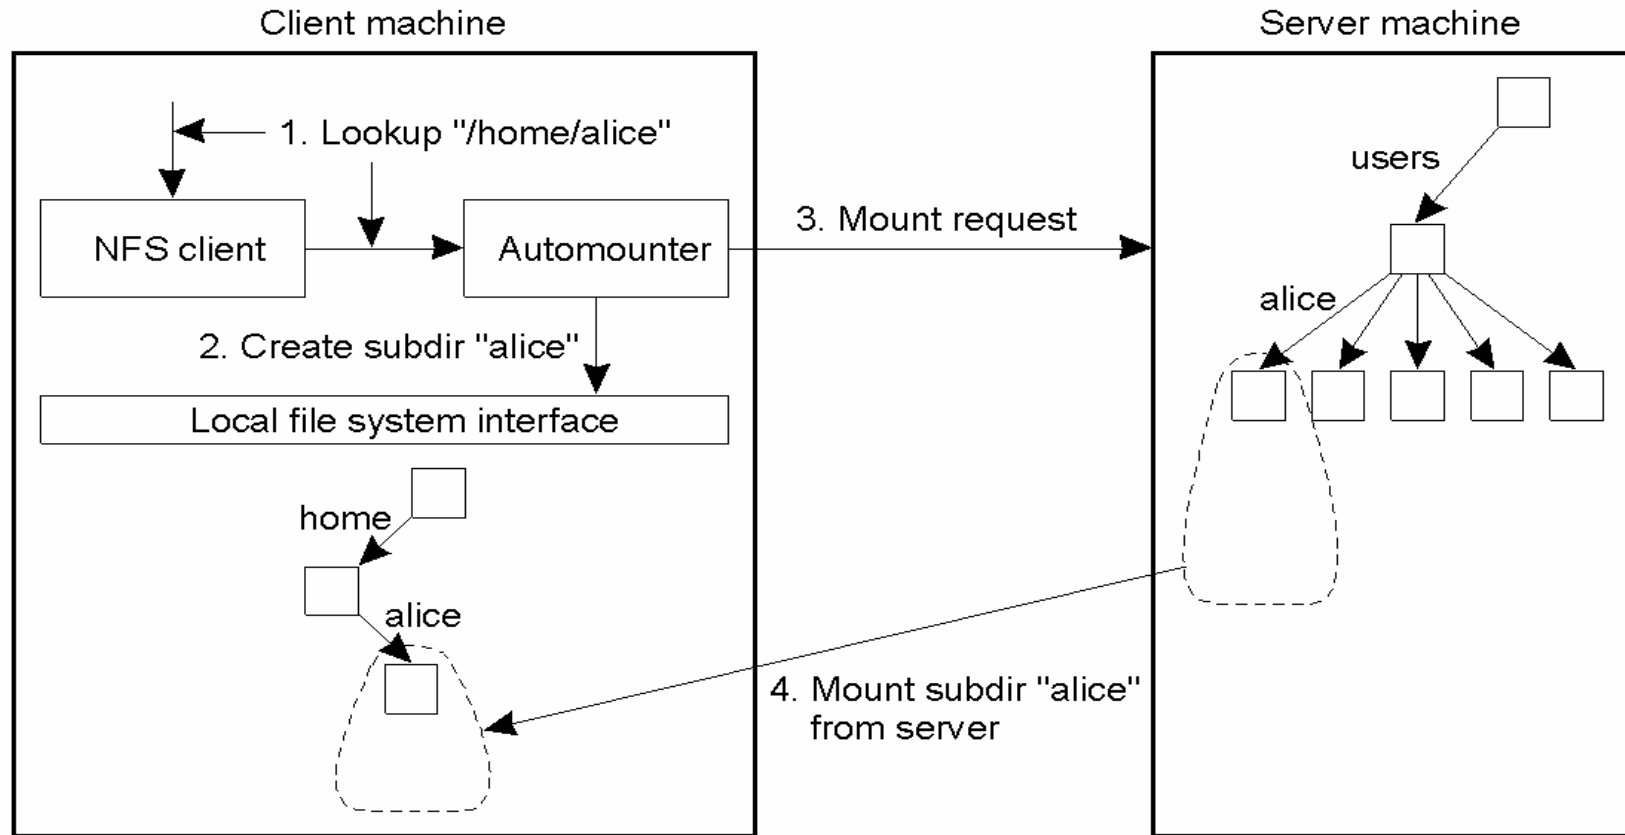 Client machine
Server machine
1. Lookup "/home/alice"
users
NFS client
Automounter
3. Mount request
alice
2. Create subdir "alice"
Local file system interface
home
alice
4. Mount subdir "alice"
from server